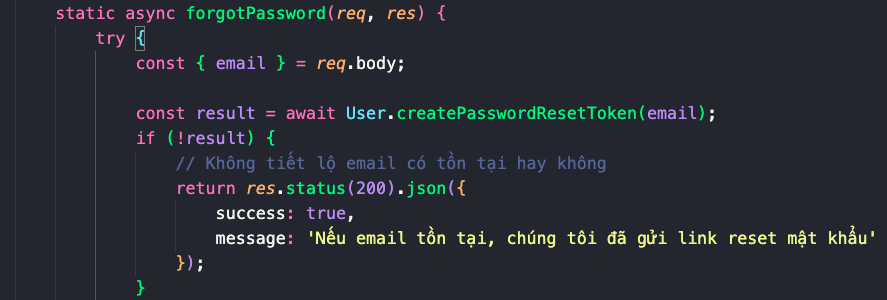 static async forgotPassword(req, res) {
try {
const { email } = req.body;
const result = await User.createPasswordResetToken(email);
if (!result) {
// Không tiết lộ email có tồn tại hay không
return res.status(200).json({
success: true,
message: 'Nếu email tồn tại, chúng tôi đã gửi link reset mật khẩu'
});
}